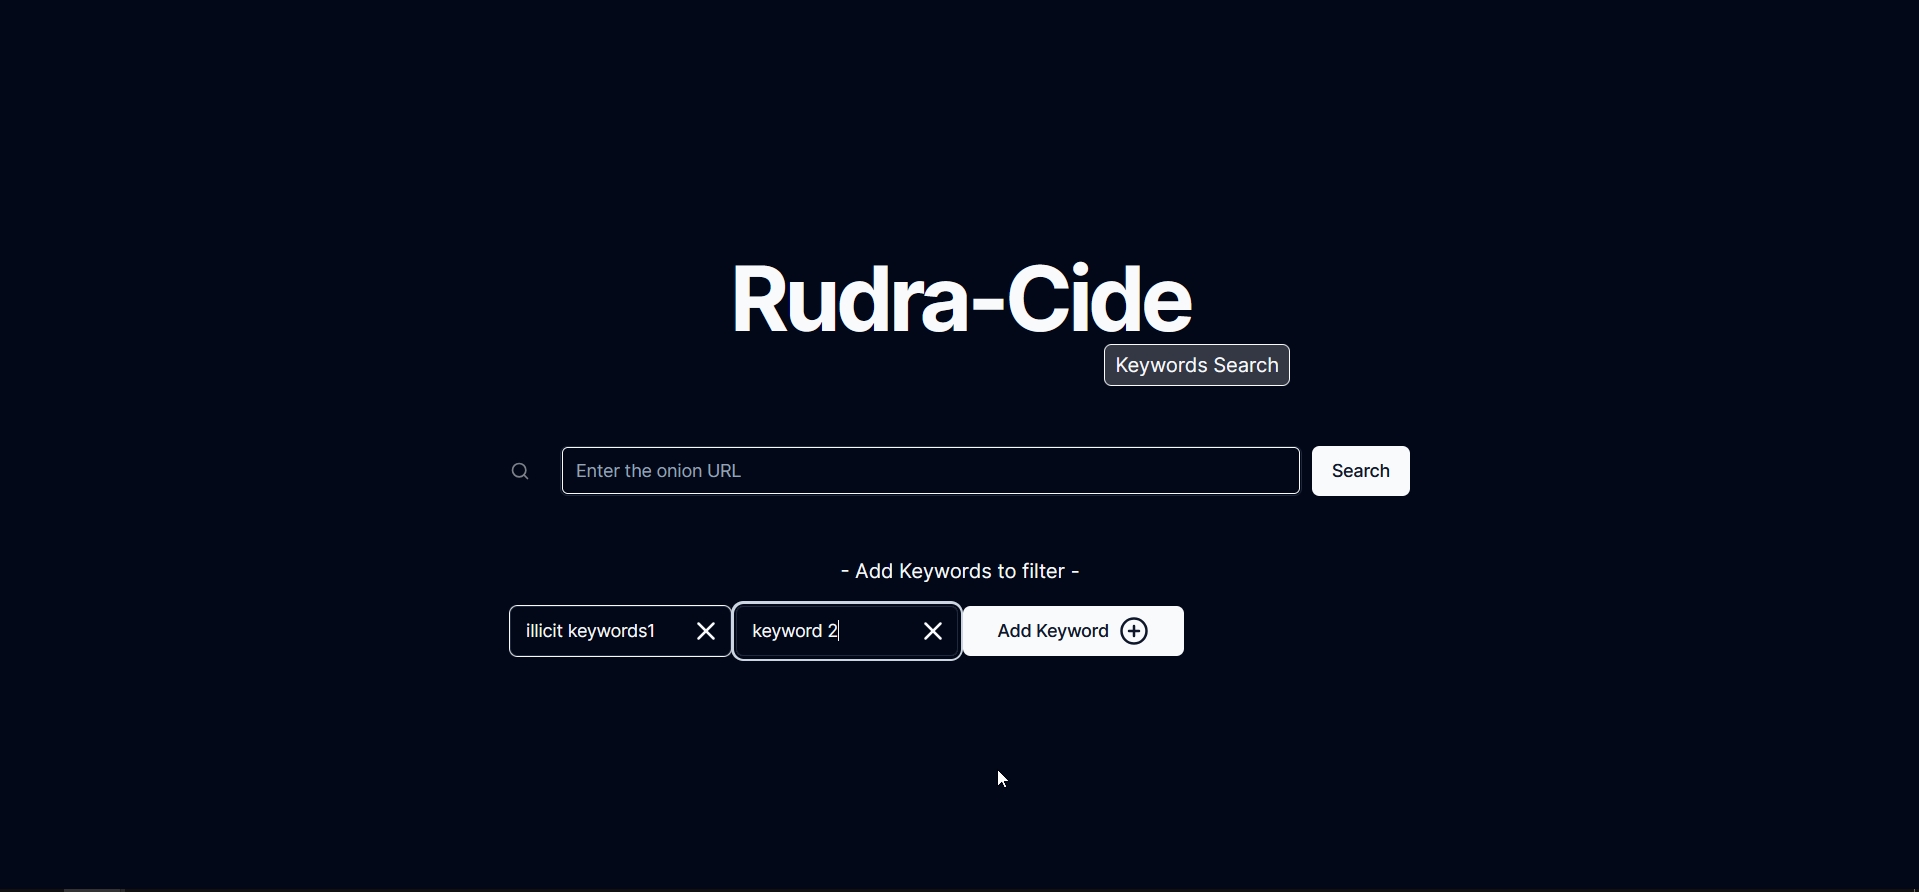 Rudra-Cide
Keywords Search
Enter the onion URL
Search
- Add Keywords to filter -
illicit keywords1
keyword 2
Add Keyword